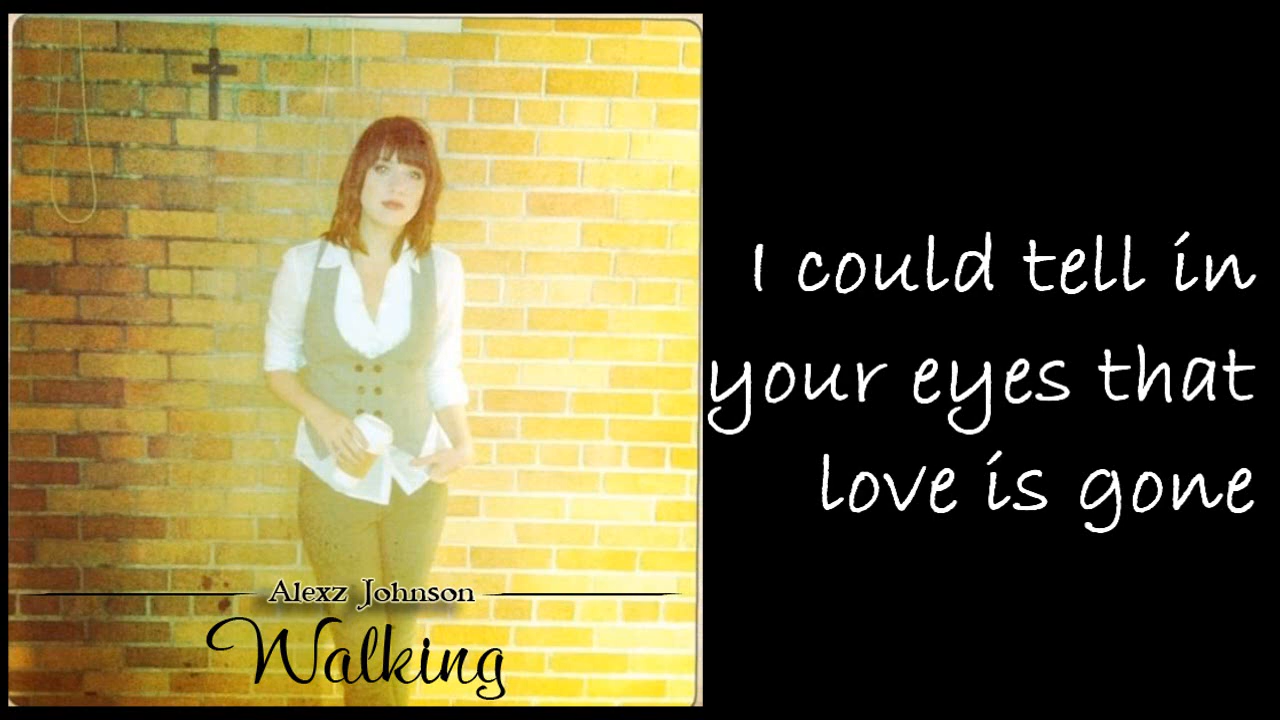 Alexz Johnson
Walking
I could tell in
your eyes that
love is gone